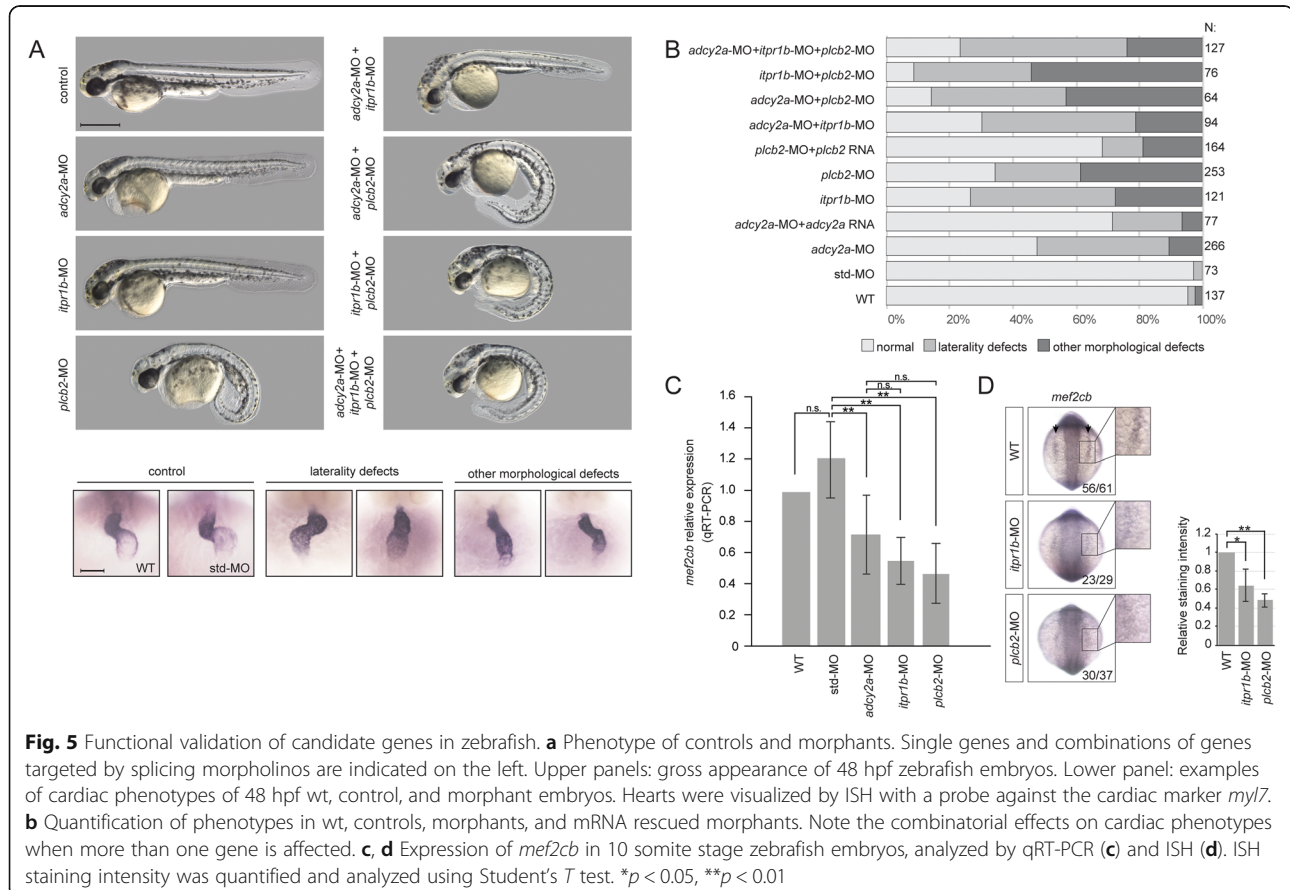 A
control
adcy2a-MO
itpr1b-MO
plcb2-MO
adcy2a-MO +
itpr1b-MO
adcy2a-MO +
plcb2-MO
itpr1b-MO +
plcb2-MO
adcy2a-MO+
itpr1b-MO +
plcb2-MO
control
laterality defects
other morphological defects
WT
std-MO
B
N:
adcy2a-MO+itpr1b-MO+plcb2-MO
127
itpr1b-MO+plcb2-MO
76
adcy2a-MO+plcb2-MO
64
adcy2a-MO+itpr1b-MO
94
plcb2-MO+plcb2 RNA
164
plcb2-MO
253
itpr1b-MO
121
adcy2a-MO+adcy2a RNA
77
adcy2a-MO
266
std-MO
73
WT
137
0% 20% 40% 60% 80% 100%
normal laterality defects other morphological defects
C
mef2cb relative expression
(qRT-PCR)
1.6
1.4
1.2
1.0
0.8
0.6
0.4
0.2
0
n.s.
n.s.
**
**
n.s.
**
WT
std-MO
adcy2a-MO
itpr1b-MO
plcb2-MO
D
mef2cb
WT
56/61
itpr1b-MO
23/29
plcb2-MO
30/37
Relative staining intensity
1.2
1
0.8
0.6
0.4
0.2
0
**
*
WT
itpr1b-MO
plcb2-MO
Fig. 5 Functional validation of candidate genes in zebrafish. a Phenotype of controls and morphants. Single genes and combinations of genes
targeted by splicing morpholinos are indicated on the left. Upper panels: gross appearance of 48 hpf zebrafish embryos. Lower panel: examples
of cardiac phenotypes of 48 hpf wt, control, and morphant embryos. Hearts were visualized by ISH with a probe against the cardiac marker myl7.
b Quantification of phenotypes in wt, controls, morphants, and mRNA rescued morphants. Note the combinatorial effects on cardiac phenotypes
when more than one gene is affected. c, d Expression of mef2cb in 10 somite stage zebrafish embryos, analyzed by qRT-PCR (c) and ISH (d). ISH
staining intensity was quantified and analyzed using Student's T test. *p < 0.05, **p < 0.01